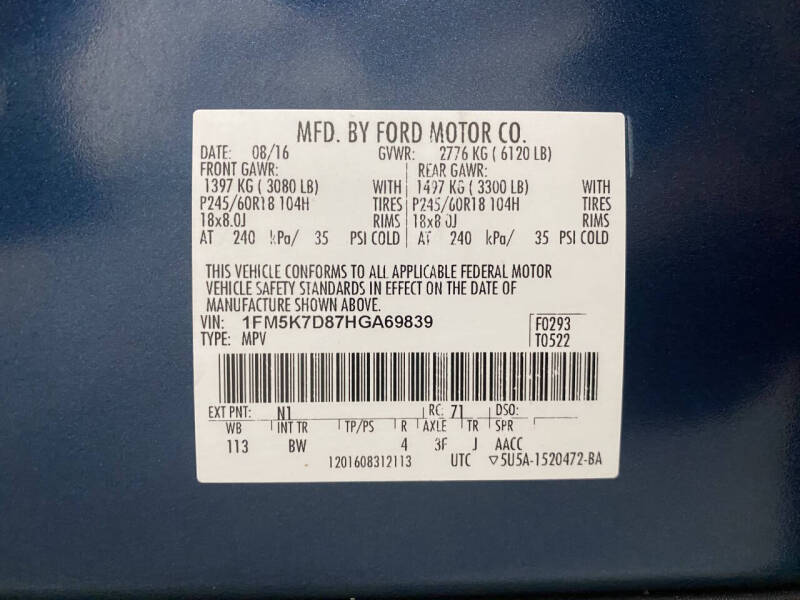 MFD. BY FORD MOTOR CO.
DATE: 08/16 GVWR: 2776 KG ( 6120 LB)
FRONT GAWR: REAR GAWR:
1397 KG ( 3080 LB) WITH 1497 KG ( 3300 LB) WITH
P245/60R18 104H TIRES P245/60R18 104H TIRES
18x8.0J RIMS 18x8.0J RIMS
AT 240 kPa/ 35 PSI COLD AT 240 kPa/ 35 PSI COLD
THIS VEHICLE CONFORMS TO ALL APPLICABLE FEDERAL MOTOR
VEHICLE SAFETY STANDARDS IN EFFECT ON THE DATE OF
MANUFACTURE SHOWN ABOVE.
VIN: 1FM5K7D87HGA69839 F0293
TYPE: MPV T0522
EXT PNT: N1 RC: 71 DSO:
WB INT TR TP/PS R AXLE TR SPR
113 BW 4 3F J AACC
1201608312113 UTC ▽5U5A-1520472-BA